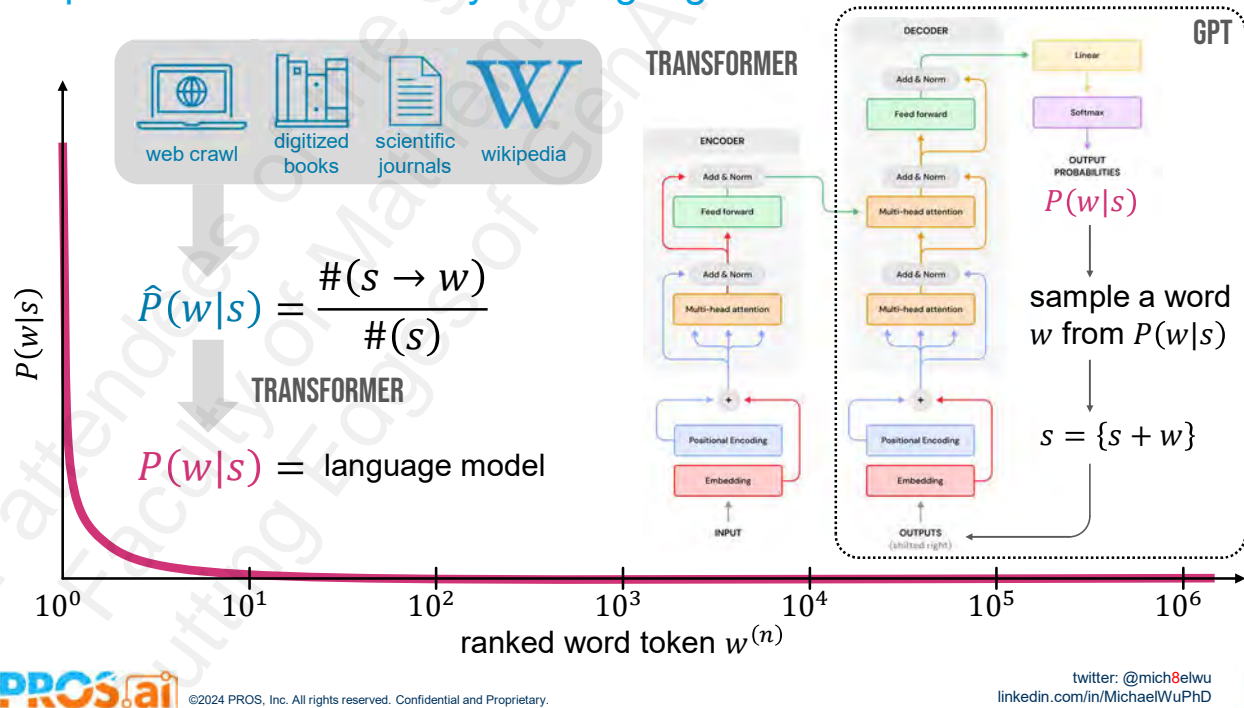 TRANSFORMER
GPT
web crawl
digitized
books
scientific
journals
wikipedia
P̂(w|s) = #(s → w) / #(s)
TRANSFORMER
P(w|s) = language model
P(w|s)
ENCODER
Add & Norm
Feed forward
Add & Norm
Multi-head attention
+
Positional Encoding
Embedding
INPUT
DECODER
Add & Norm
Feed forward
Add & Norm
Multi-head attention
Add & Norm
Multi-head attention
+
Positional Encoding
Embedding
OUTPUTS
(shifted right)
Linear
Softmax
OUTPUT
PROBABILITIES
P(w|s)
sample a word
w from P(w|s)
s = {s + w}
10⁰ 10¹ 10² 10³ 10⁴ 10⁵ 10⁶
ranked word token w⁽ⁿ⁾
PROS.ai
©2024 PROS, Inc. All rights reserved. Confidential and Proprietary.
twitter: @mich8elwu
linkedin.com/in/MichaelWuPhD